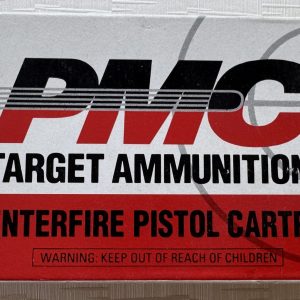 PMC
TARGET AMMUNITION
NTERFIRE PISTOL CART
WARNING: KEEP OUT OF REACH OF CHILDREN